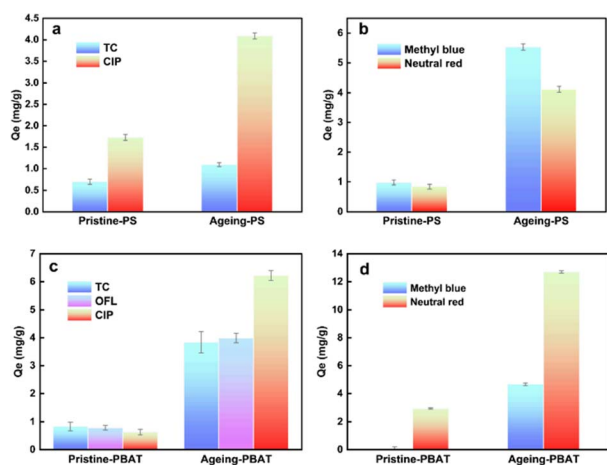 a
TC
CIP
Qe (mg/g)
4.5
4.0
3.5
3.0
2.5
2.0
1.5
1.0
0.5
0.0
Pristine-PS
Ageing-PS
b
Methyl blue
Neutral red
Qe (mg/g)
6
5
4
3
2
1
0
Pristine-PS
Ageing-PS
c
TC
OFL
CIP
Qe (mg/g)
7
6
5
4
3
2
1
0
Pristine-PBAT
Ageing-PBAT
d
Methyl blue
Neutral red
Qe (mg/g)
14
12
10
8
6
4
2
0
Pristine-PBAT
Ageing-PBAT